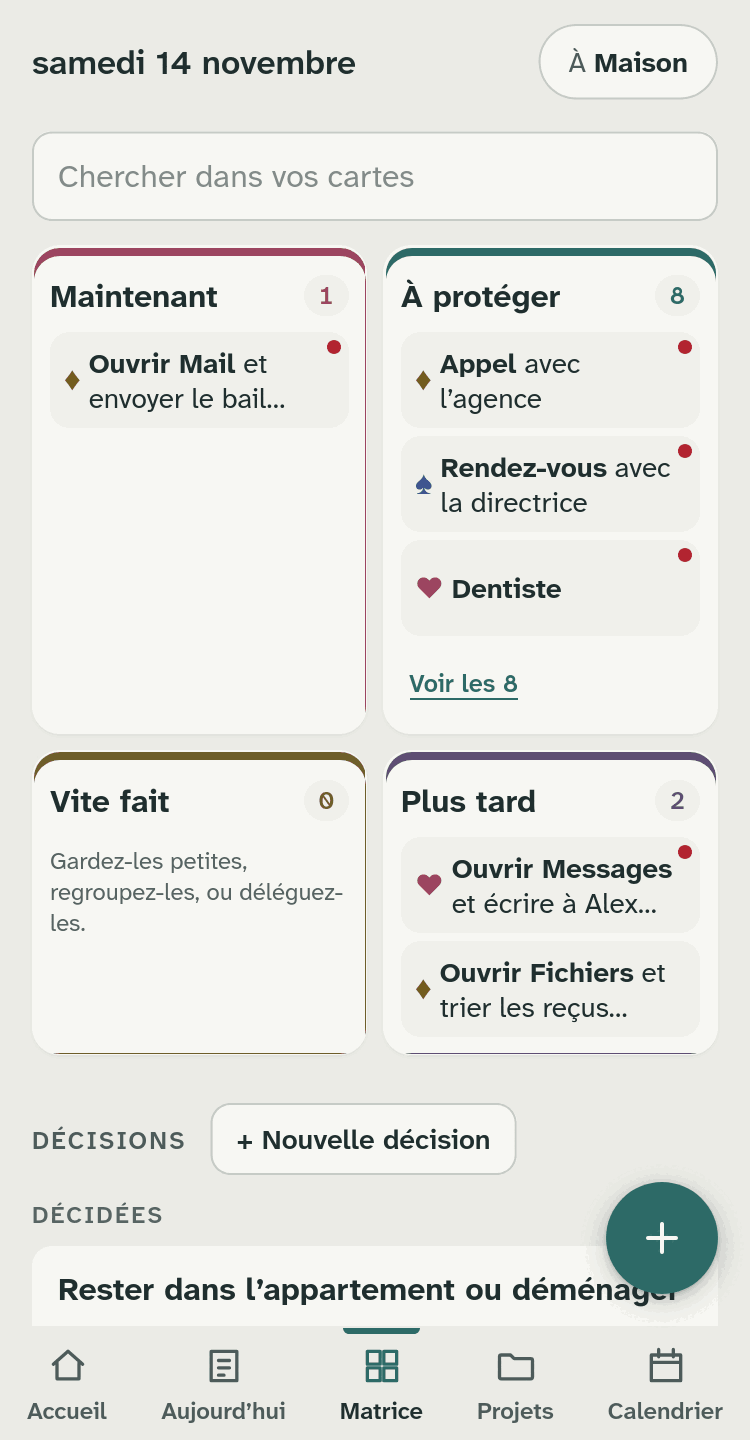 samedi 14 novembre
À Maison
Chercher dans vos cartes
Maintenant 1
Ouvrir Mail et
envoyer le bail…
À protéger 8
Appel avec
l’agence
Rendez-vous avec
la directrice
Dentiste
Voir les 8
Vite fait 0
Gardez-les petites,
regroupez-les, ou déléguez-
les.
Plus tard 2
Ouvrir Messages
et écrire à Alex…
Ouvrir Fichiers et
trier les reçus…
DÉCISIONS
+ Nouvelle décision
DÉCIDÉES
Rester dans l’appartement ou déménager
Accueil
Aujourd’hui
Matrice
Projets
Calendrier